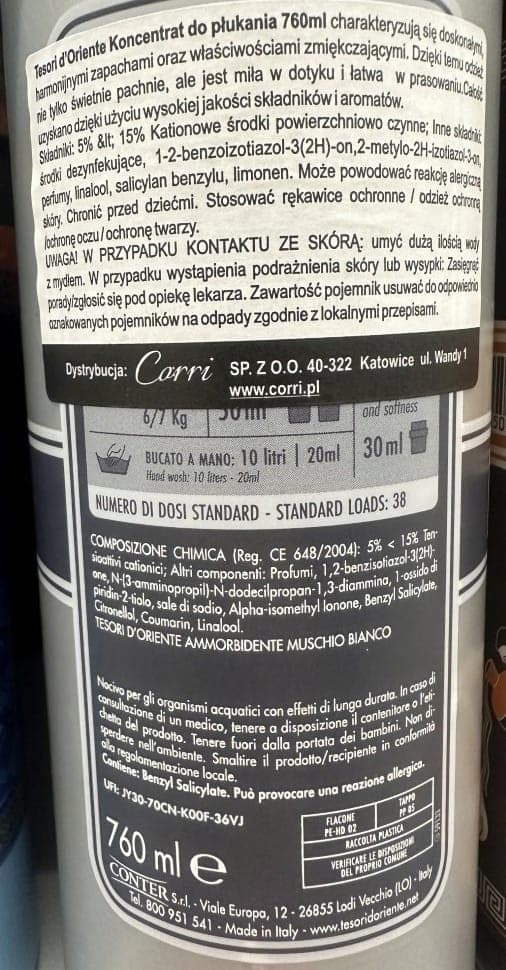 Tesori d'Oriente Koncentrat do płukania 760ml charakteryzują się doskonałymi,
harmonijnymi zapachami oraz właściwościami zmiękczającymi. Dzięki temu odzież
nie tylko świetnie pachnie, ale jest miła w dotyku i łatwa w prasowaniu. Całość
uzyskano dzięki użyciu wysokiej jakości składników i aromatów.
Składniki: 5% &lt; 15% Kationowe środki powierzchniowo czynne; Inne składniki:
środki dezynfekujące, 1-2-benzoizotiazol-3(2H)-on,2-metylo-2H-izotiazol-3-on,
perfumy, linalool, salicylan benzylu, limonen. Może powodować reakcję alergiczną
skóry. Chronić przed dziećmi. Stosować rękawice ochronne / odzież ochronną
/ochronę oczu/ochronę twarzy.
UWAGA! W PRZYPADKU KONTAKTU ZE SKÓRĄ: umyć dużą ilością wody
z mydłem. W przypadku wystąpienia podrażnienia skóry lub wysypki: Zasięgnąć
porady/zgłosić się pod opiekę lekarza. Zawartość pojemnik usuwać do odpowiednio
oznakowanych pojemników na odpady zgodnie z lokalnymi przepisami.
Dystrybucja: Corri SP. Z O.O. 40-322 Katowice ul. Wandy 1
www.corri.pl
6/7 Kg 50ml and softness
BUCATO A MANO: 10 litri | 20ml 30ml
Hand wash: 10 liters - 20ml
NUMERO DI DOSI STANDARD - STANDARD LOADS: 38
COMPOSIZIONE CHIMICA (Reg. CE 648/2004): 5% < 15% Ten-
sioattivi cationici; Altri componenti: Profumi, 1,2-benzisotiazol-3(2H)-
one, N-(3-amminopropil)-N-dodecilpropan-1,3-diammina, 1-ossido di
piridin-2-tiolo, sale di sodio, Alpha-isomethyl Ionone, Benzyl Salicylate,
Citronellol, Coumarin, Linalool.
TESORI D'ORIENTE AMMORBIDENTE MUSCHIO BIANCO
Nocivo per gli organismi acquatici con effetti di lunga durata. In caso di
consultazione di un medico, tenere a disposizione il contenitore o l'eti-
chetta del prodotto. Tenere fuori dalla portata dei bambini. Non di-
sperdere nell'ambiente. Smaltire il prodotto/recipiente in conformità
alla regolamentazione locale.
Contiene: Benzyl Salicylate. Può provocare una reazione allergica.
UFI: JY30-70CN-K00F-36VJ
FLACONE
PE-HD 02
TAPPO
PP 05
RACCOLTA PLASTICA
VERIFICARE LE DISPOSIZIONI
DEL PROPRIO COMUNE
760 ml e
CONTER S.r.l. - Viale Europa, 12 - 26855 Lodi Vecchio (LO) - Italy
Tel. 800 951 541 - Made in Italy - www.tesoridoriente.net